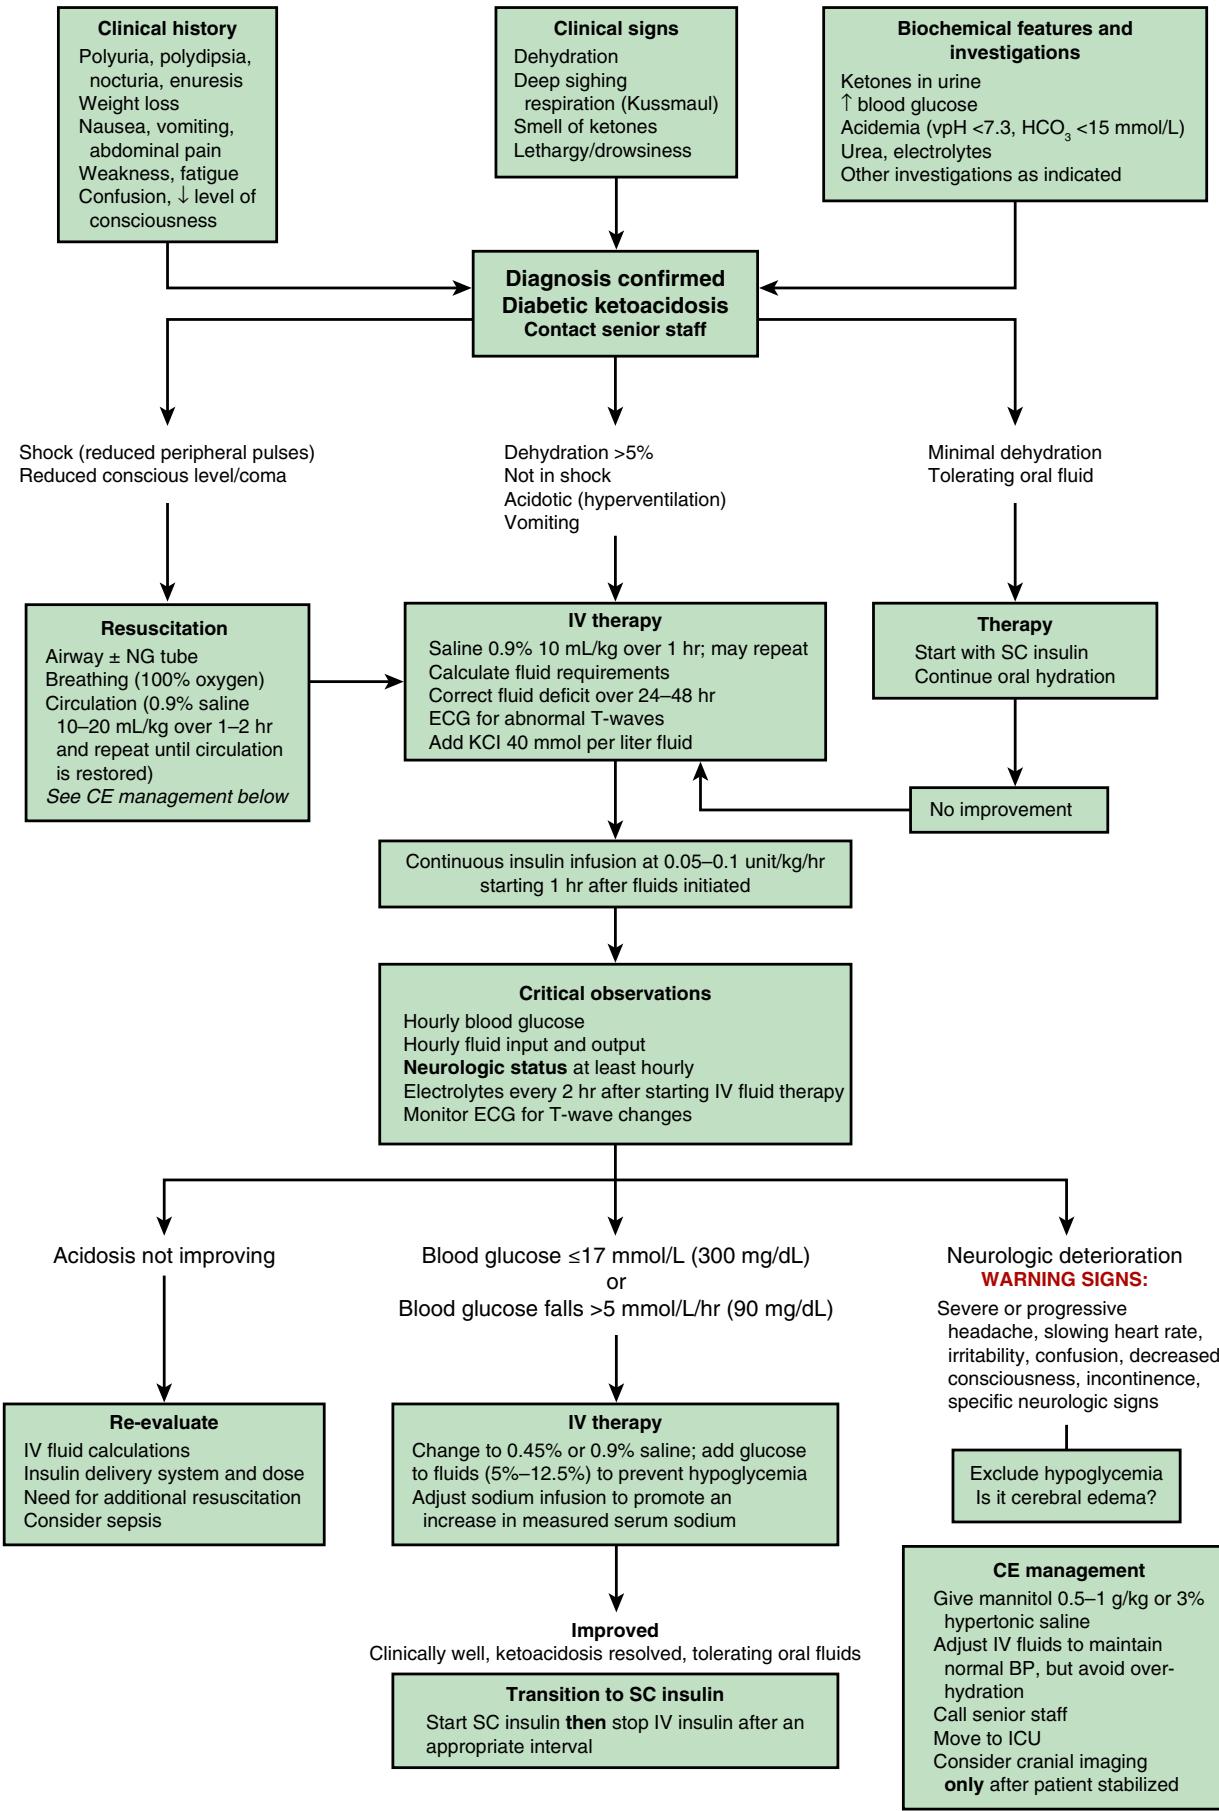 Clinical history
Polyuria, polydipsia,
nocturia, enuresis
Weight loss
Nausea, vomiting,
abdominal pain
Weakness, fatigue
Confusion, ↓ level of
consciousness
Clinical signs
Dehydration
Deep sighing
respiration (Kussmaul)
Smell of ketones
Lethargy/drowsiness
Biochemical features and
investigations
Ketones in urine
↑ blood glucose
Acidemia (vpH <7.3, HCO3 <15 mmol/L)
Urea, electrolytes
Other investigations as indicated
Diagnosis confirmed
Diabetic ketoacidosis
Contact senior staff
Shock (reduced peripheral pulses)
Reduced conscious level/coma
Dehydration >5%
Not in shock
Acidotic (hyperventilation)
Vomiting
Minimal dehydration
Tolerating oral fluid
Resuscitation
Airway ± NG tube
Breathing (100% oxygen)
Circulation (0.9% saline
10–20 mL/kg over 1–2 hr
and repeat until circulation
is restored)
See CE management below
IV therapy
Saline 0.9% 10 mL/kg over 1 hr; may repeat
Calculate fluid requirements
Correct fluid deficit over 24–48 hr
ECG for abnormal T-waves
Add KCI 40 mmol per liter fluid
Therapy
Start with SC insulin
Continue oral hydration
No improvement
Continuous insulin infusion at 0.05–0.1 unit/kg/hr
starting 1 hr after fluids initiated
Critical observations
Hourly blood glucose
Hourly fluid input and output
Neurologic status at least hourly
Electrolytes every 2 hr after starting IV fluid therapy
Monitor ECG for T-wave changes
Acidosis not improving
Blood glucose ≤17 mmol/L (300 mg/dL)
or
Blood glucose falls >5 mmol/L/hr (90 mg/dL)
Neurologic deterioration
WARNING SIGNS:
Severe or progressive
headache, slowing heart rate,
irritability, confusion, decreased
consciousness, incontinence,
specific neurologic signs
Re-evaluate
IV fluid calculations
Insulin delivery system and dose
Need for additional resuscitation
Consider sepsis
IV therapy
Change to 0.45% or 0.9% saline; add glucose
to fluids (5%–12.5%) to prevent hypoglycemia
Adjust sodium infusion to promote an
increase in measured serum sodium
Exclude hypoglycemia
Is it cerebral edema?
Improved
Clinically well, ketoacidosis resolved, tolerating oral fluids
Transition to SC insulin
Start SC insulin then stop IV insulin after an
appropriate interval
CE management
Give mannitol 0.5–1 g/kg or 3%
hypertonic saline
Adjust IV fluids to maintain
normal BP, but avoid over-
hydration
Call senior staff
Move to ICU
Consider cranial imaging
only after patient stabilized